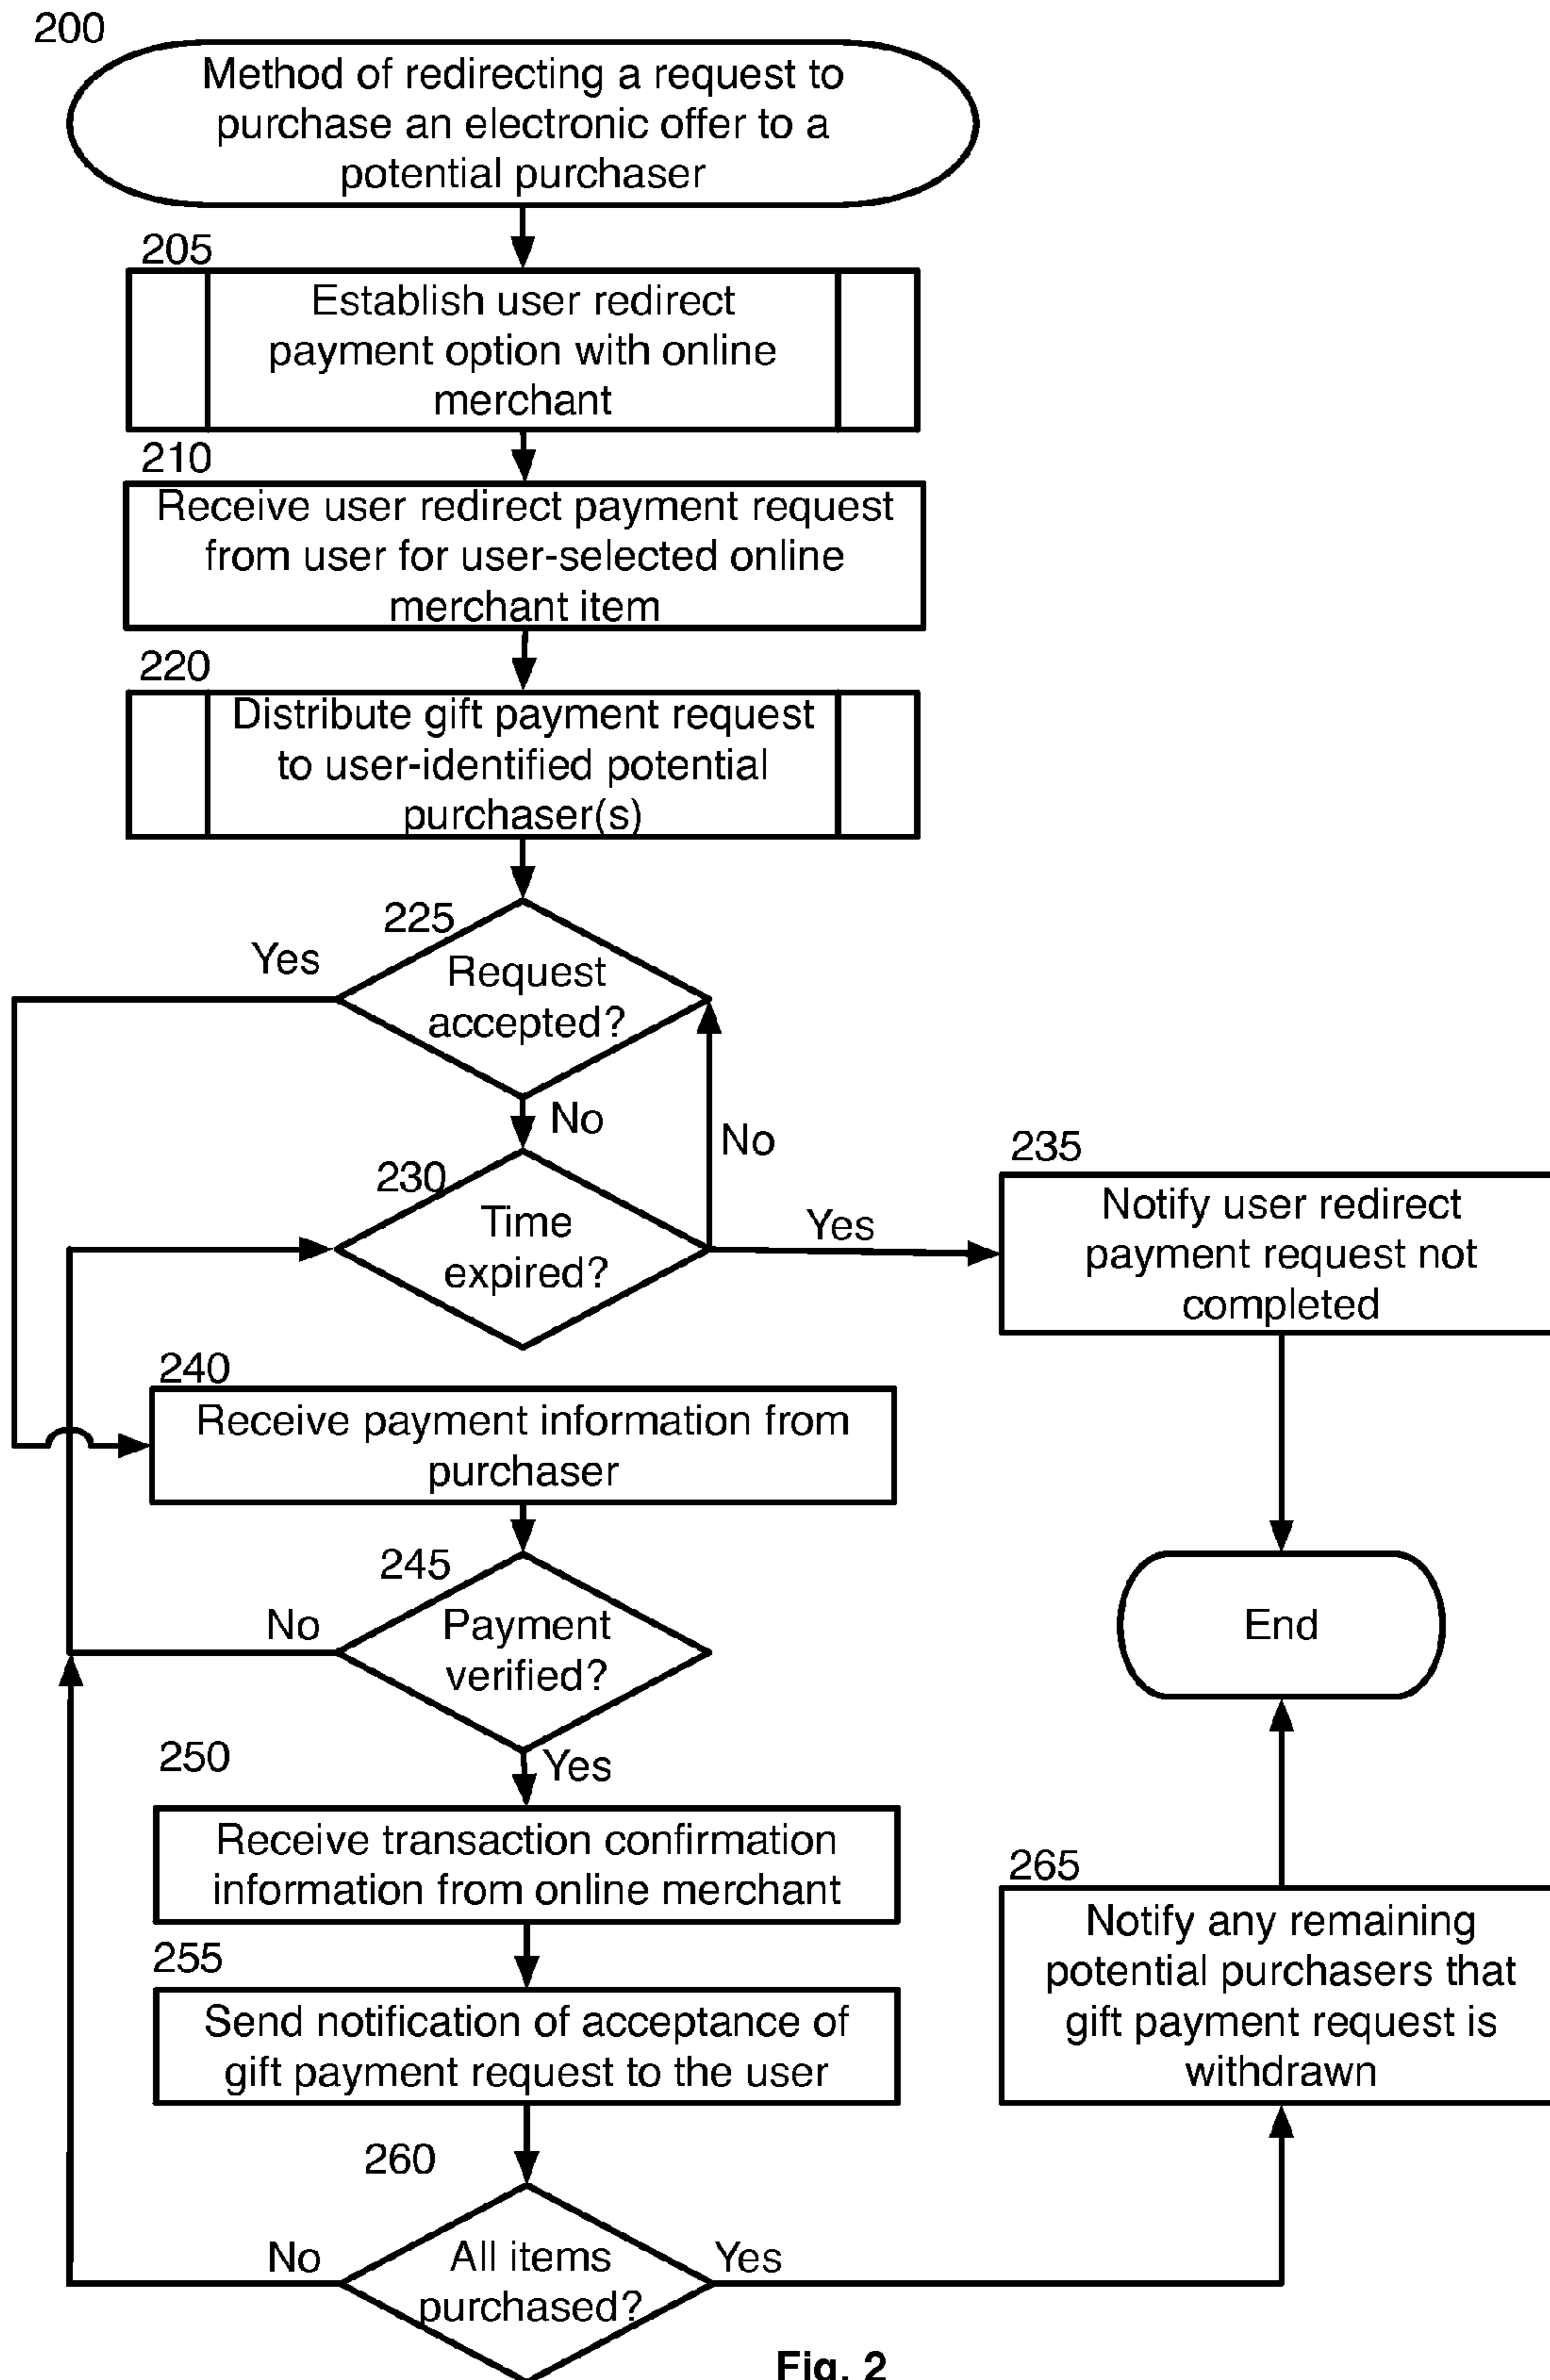 200
Method of redirecting a request to
purchase an electronic offer to a
potential purchaser
205
Establish user redirect
payment option with online
merchant
210
Receive user redirect payment request
from user for user-selected online
merchant item
220
Distribute gift payment request
to user-identified potential
purchaser(s)
225
Yes
Request
accepted?
No
No
230
Time
expired?
Yes
235
Notify user redirect
payment request not
completed
240
Receive payment information from
purchaser
245
No
Payment
verified?
Yes
End
250
Receive transaction confirmation
information from online merchant
255
Send notification of acceptance of
gift payment request to the user
260
No
All items
purchased?
Yes
265
Notify any remaining
potential purchasers that
gift payment request is
withdrawn
Fig. 2